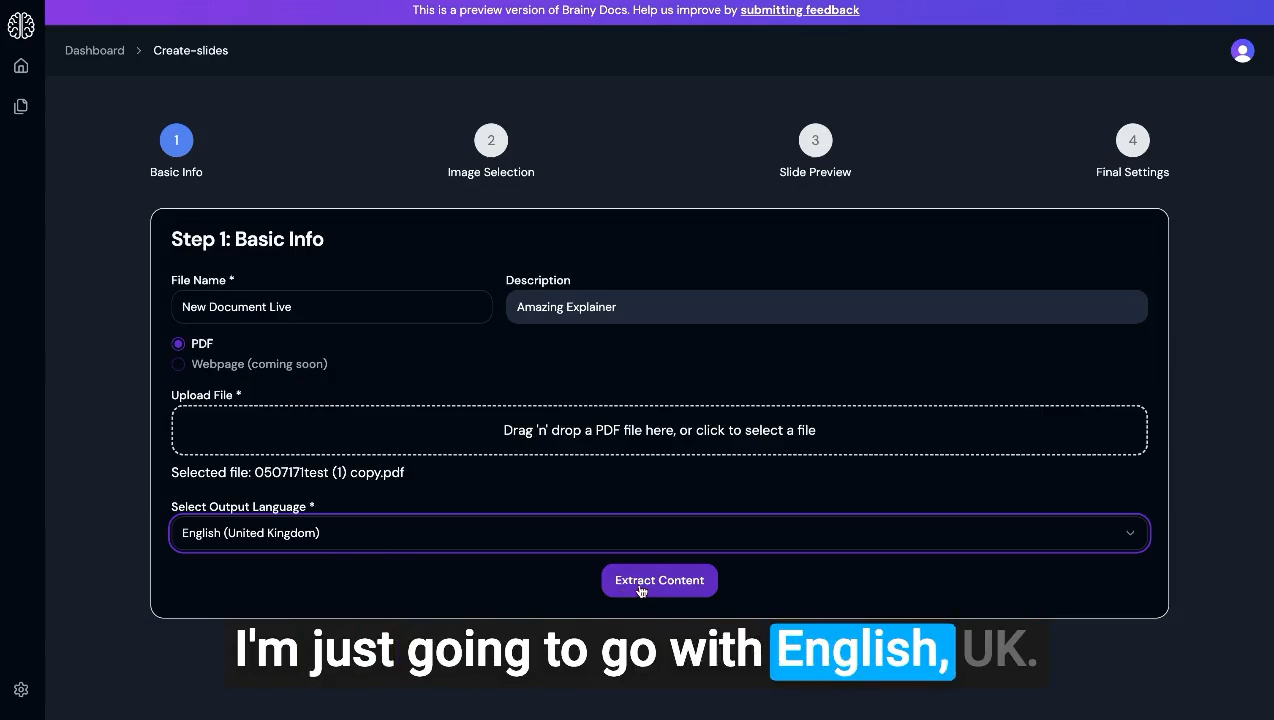 This is a preview version of Brainy Docs. Help us improve by submitting feedback
Dashboard > Create-slides
1
2
3
4
Basic Info
Image Selection
Slide Preview
Final Settings
Step 1: Basic Info
File Name *
Description
New Document Live
Amazing Explainer
PDF
Webpage (coming soon)
Upload File *
Drag 'n' drop a PDF file here, or click to select a file
Selected file: 0507171test (1) copy.pdf
Select Output Language *
English (United Kingdom)
Extract Content
I'm just going to go with English, UK.